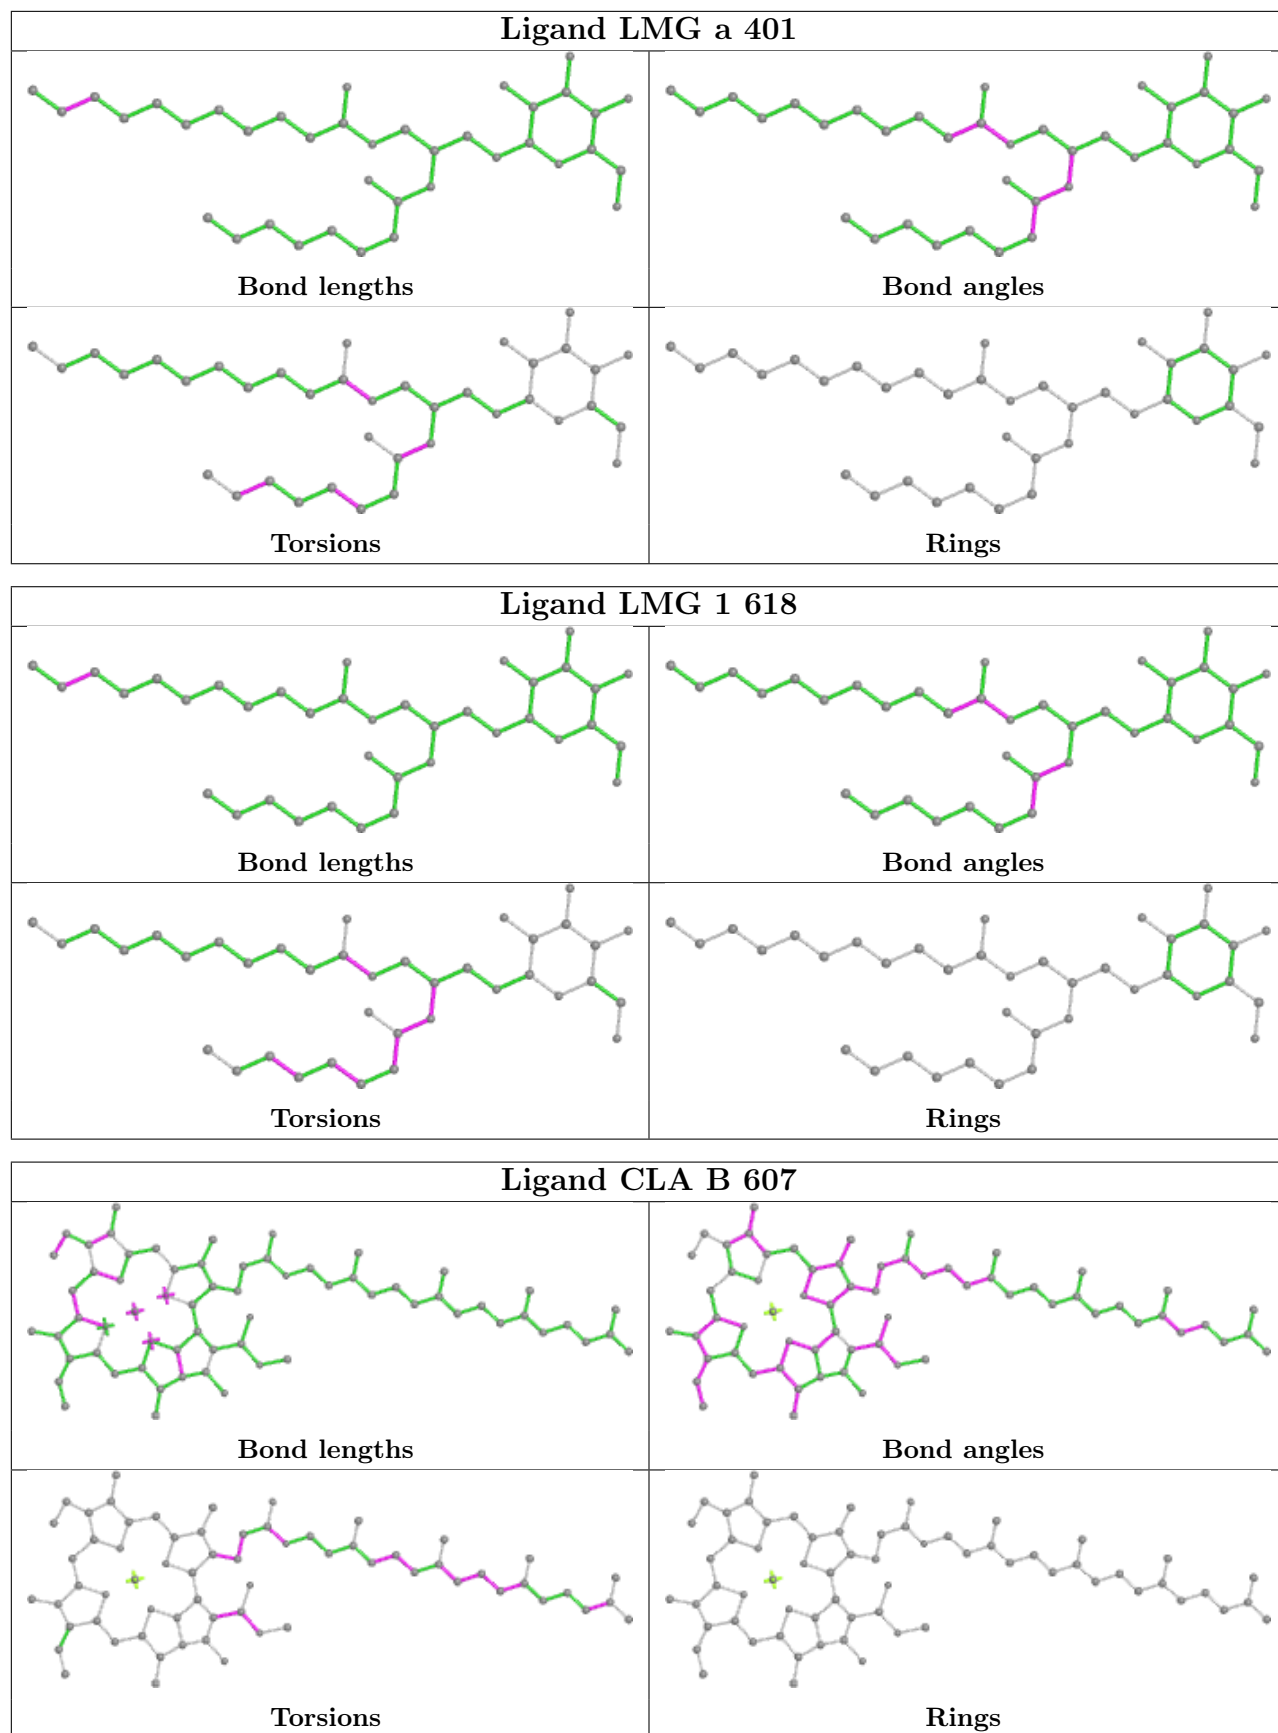 Ligand LMG a 401
Bond lengths
Bond angles
Torsions
Rings
Ligand LMG 1 618
Bond lengths
Bond angles
Torsions
Rings
Ligand CLA B 607
Bond lengths
Bond angles
Torsions
Rings